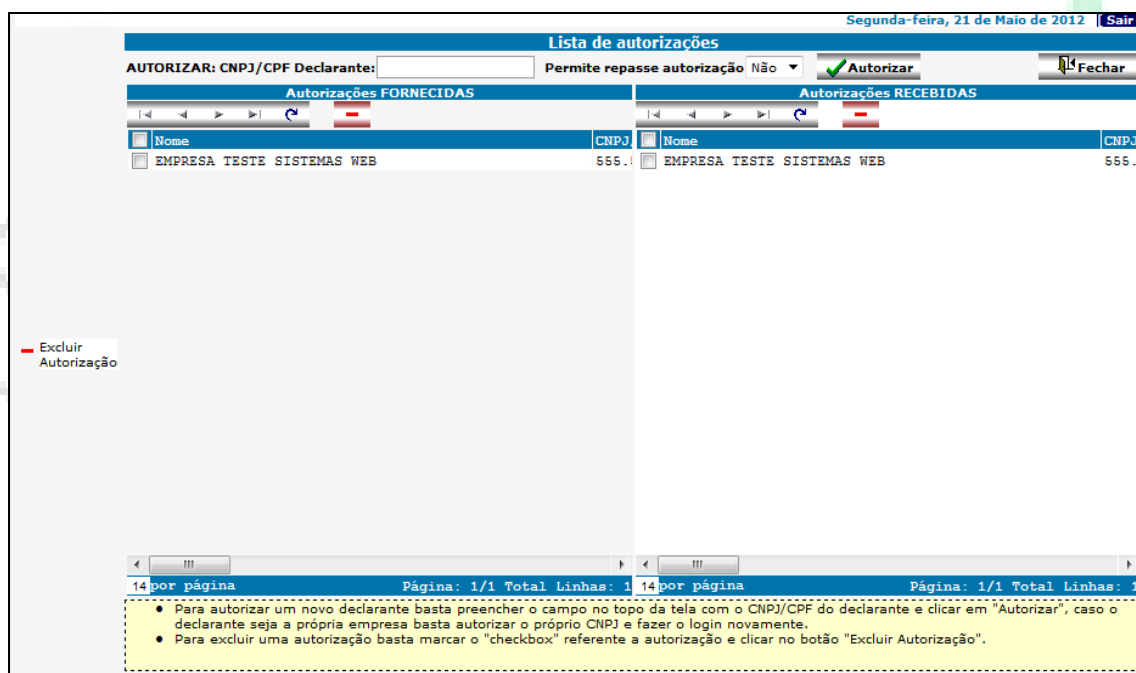 Segunda-feira, 21 de Maio de 2012 [Sair
Lista de autorizações
AUTORIZAR: CNPJ/CPF Declarante: Permite repasse autorização Não Autorizar Fechar
Autorizações FORNECIDAS Autorizações RECEBIDAS
Nome CNPJ Nome CNPJ
EMPRESA TESTE SISTEMAS WEB 555. EMPRESA TESTE SISTEMAS WEB 555.
Excluir
Autorização
14 por página Página: 1/1 Total Linhas: 1 14 por página Página: 1/1 Total Linhas: 1
• Para autorizar um novo declarante basta preencher o campo no topo da tela com o CNPJ/CPF do declarante e clicar em "Autorizar", caso o
declarante seja a própria empresa basta autorizar o próprio CNPJ e fazer o login novamente.
• Para excluir uma autorização basta marcar o "checkbox" referente a autorização e clicar no botão "Excluir Autorização".